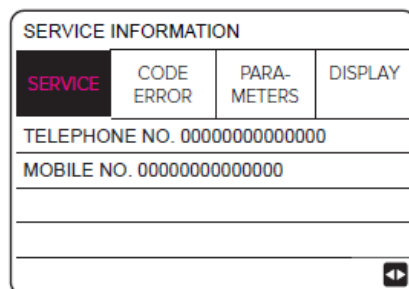 SERVICE INFORMATION
SERVICE
CODE
ERROR
PARA-
METERS
DISPLAY
TELEPHONE NO. 00000000000000
MOBILE NO. 00000000000000